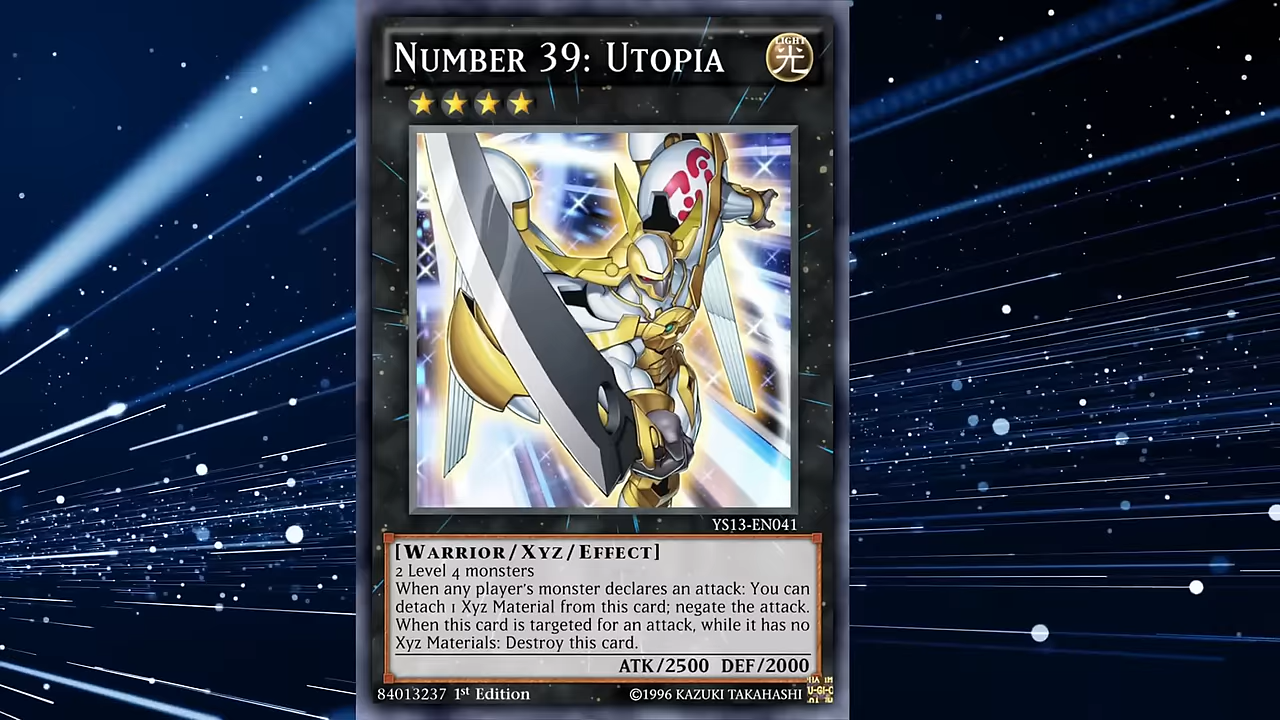 NUMBER 39: UTOPIA
LIGHT
光
39
YS13-EN041
[WARRIOR/XYZ/EFFECT]
2 Level 4 monsters
When any player's monster declares an attack: You can
detach 1 Xyz Material from this card; negate the attack.
When this card is targeted for an attack, while it has no
Xyz Materials: Destroy this card.
ATK/2500 DEF/2000
84013237 1st Edition
©1996 KAZUKI TAKAHASHI